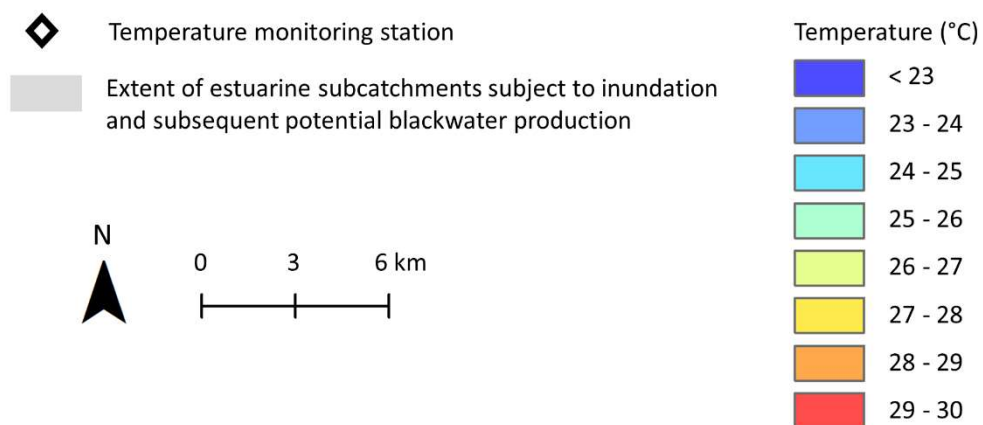 Temperature monitoring station
Extent of estuarine subcatchments subject to inundation
and subsequent potential blackwater production
N
0 3 6 km
Temperature (°C)
< 23
23 - 24
24 - 25
25 - 26
26 - 27
27 - 28
28 - 29
29 - 30